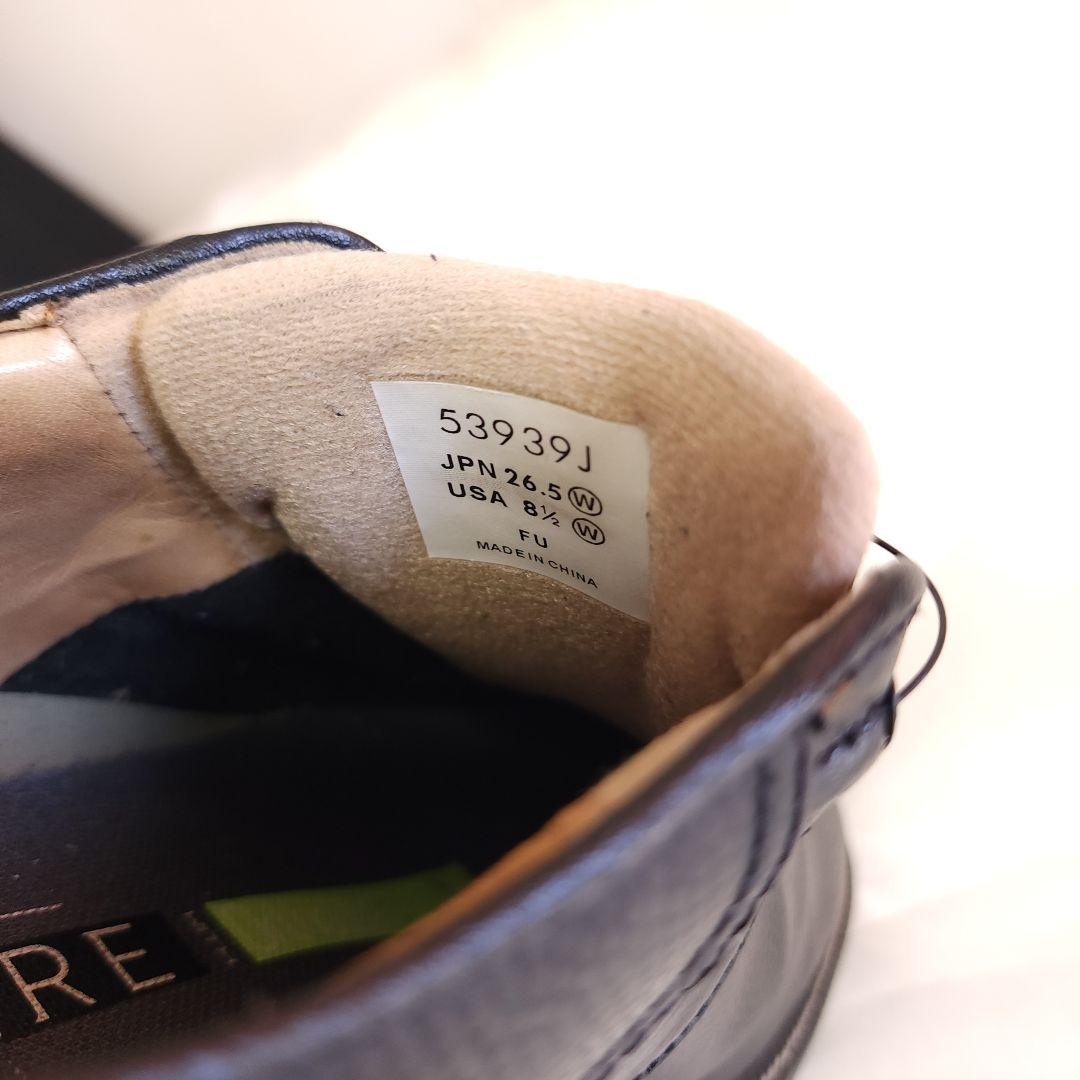 53939J
JPN 26.5 Ⓦ
USA 8½ Ⓦ
FU
MADE IN CHINA
RE